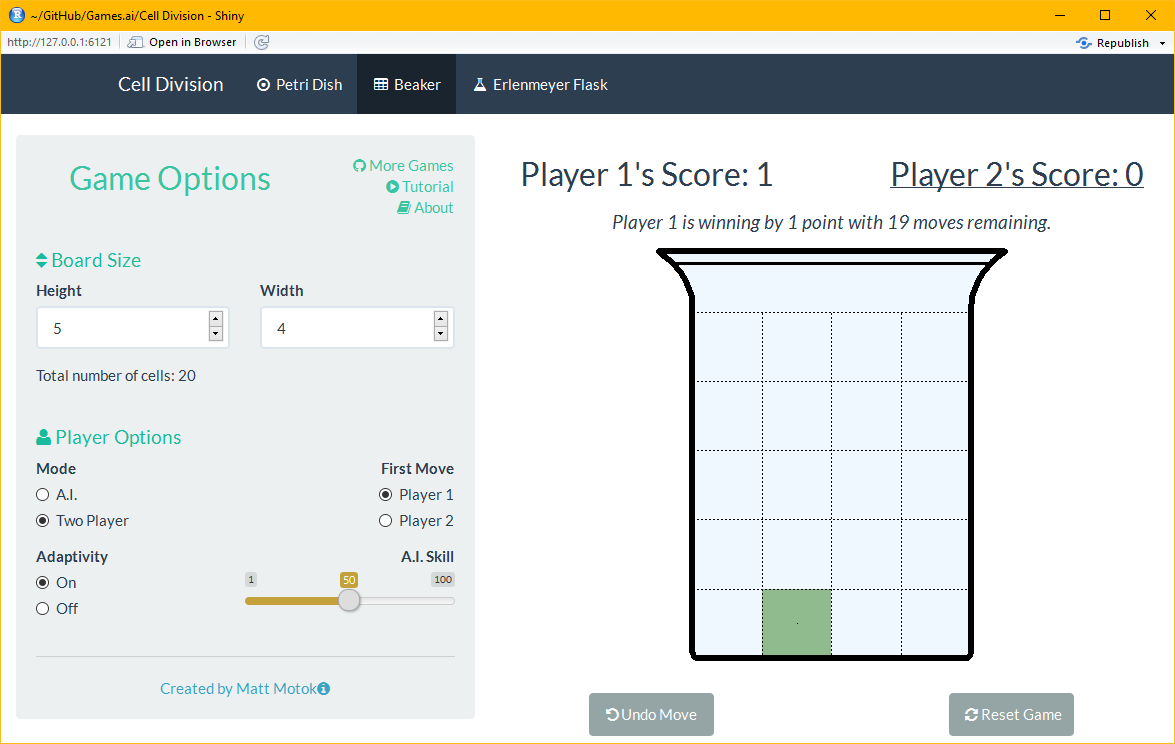 ~/GitHub/Games.ai/Cell Division - Shiny
http://127.0.0.1:6121 Open in Browser Republish
Cell Division Petri Dish Beaker Erlenmeyer Flask
Game Options
More Games
Tutorial
About
Board Size
Height Width
5 4
Total number of cells: 20
Player Options
Mode First Move
A.I. Player 1
Two Player Player 2
Adaptivity A.I. Skill
On 1 50 100
Off
Created by Matt Motok
Player 1's Score: 1 Player 2's Score: 0
Player 1 is winning by 1 point with 19 moves remaining.
Undo Move Reset Game